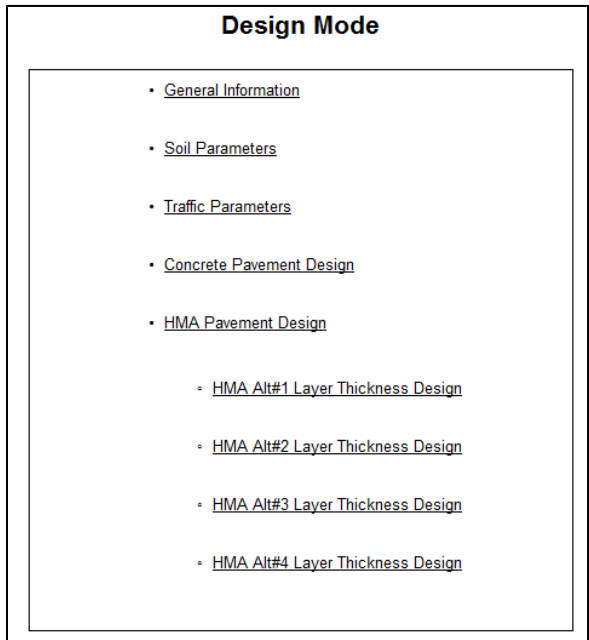 Design Mode
• General Information
• Soil Parameters
• Traffic Parameters
• Concrete Pavement Design
• HMA Pavement Design
◦ HMA Alt#1 Layer Thickness Design
◦ HMA Alt#2 Layer Thickness Design
◦ HMA Alt#3 Layer Thickness Design
◦ HMA Alt#4 Layer Thickness Design